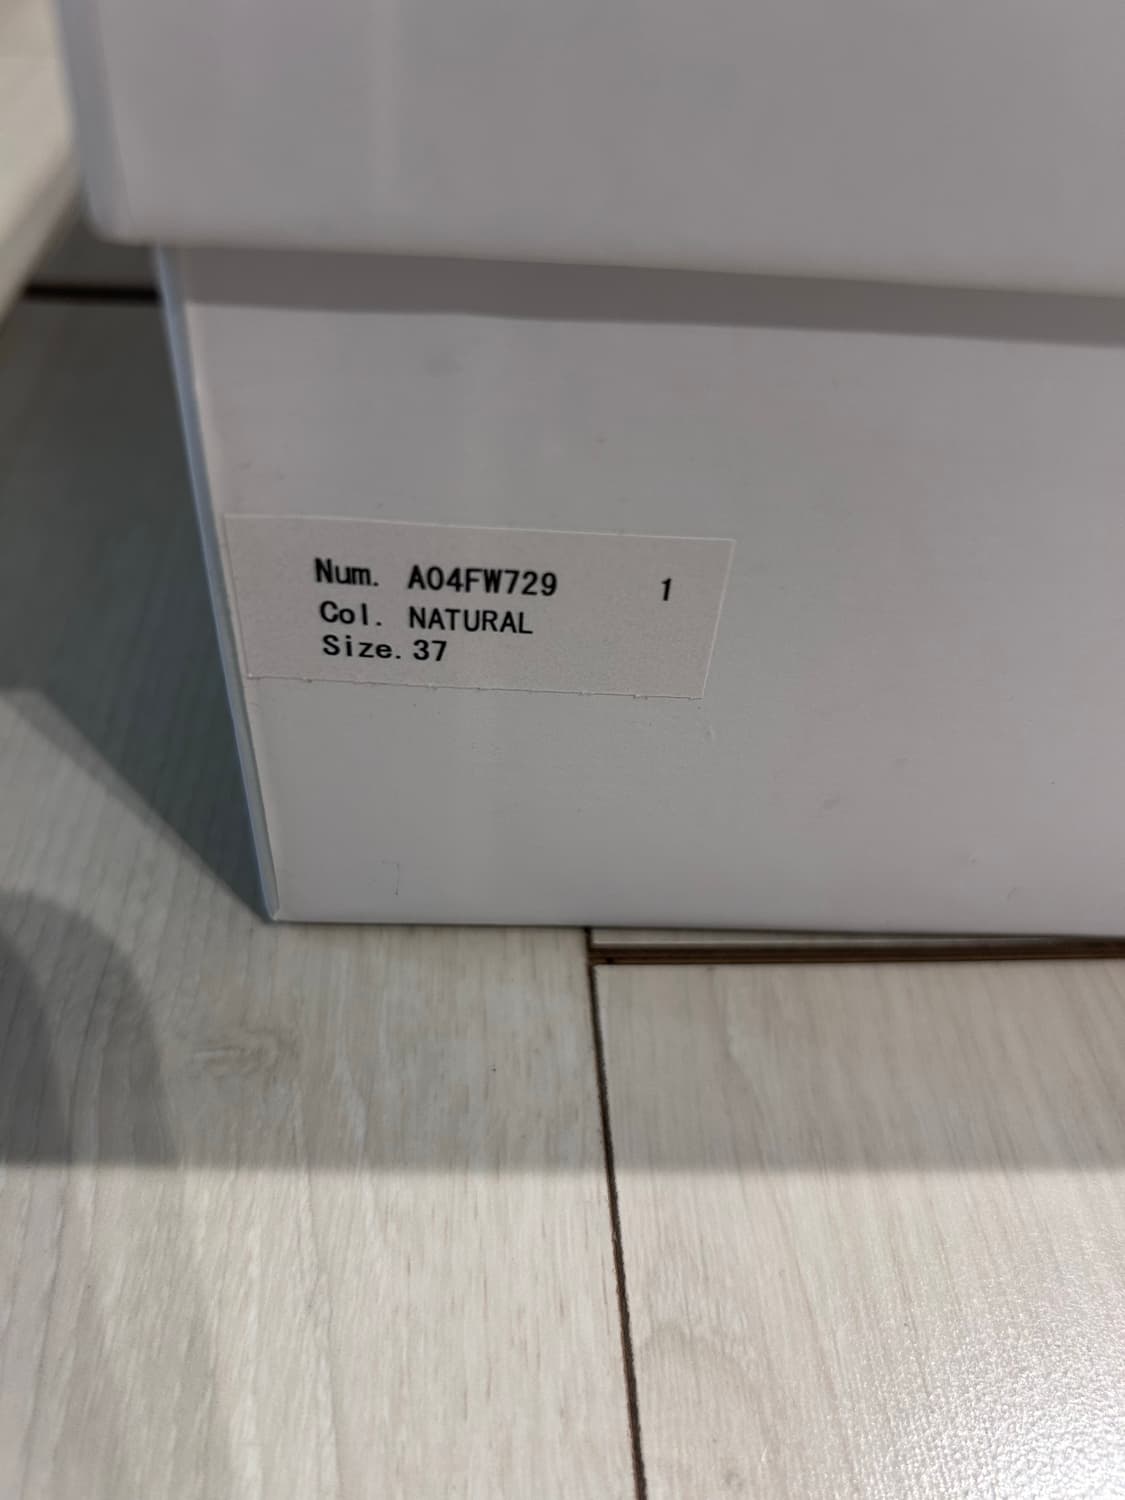 Num. A04FW729 1
Col. NATURAL
Size. 37